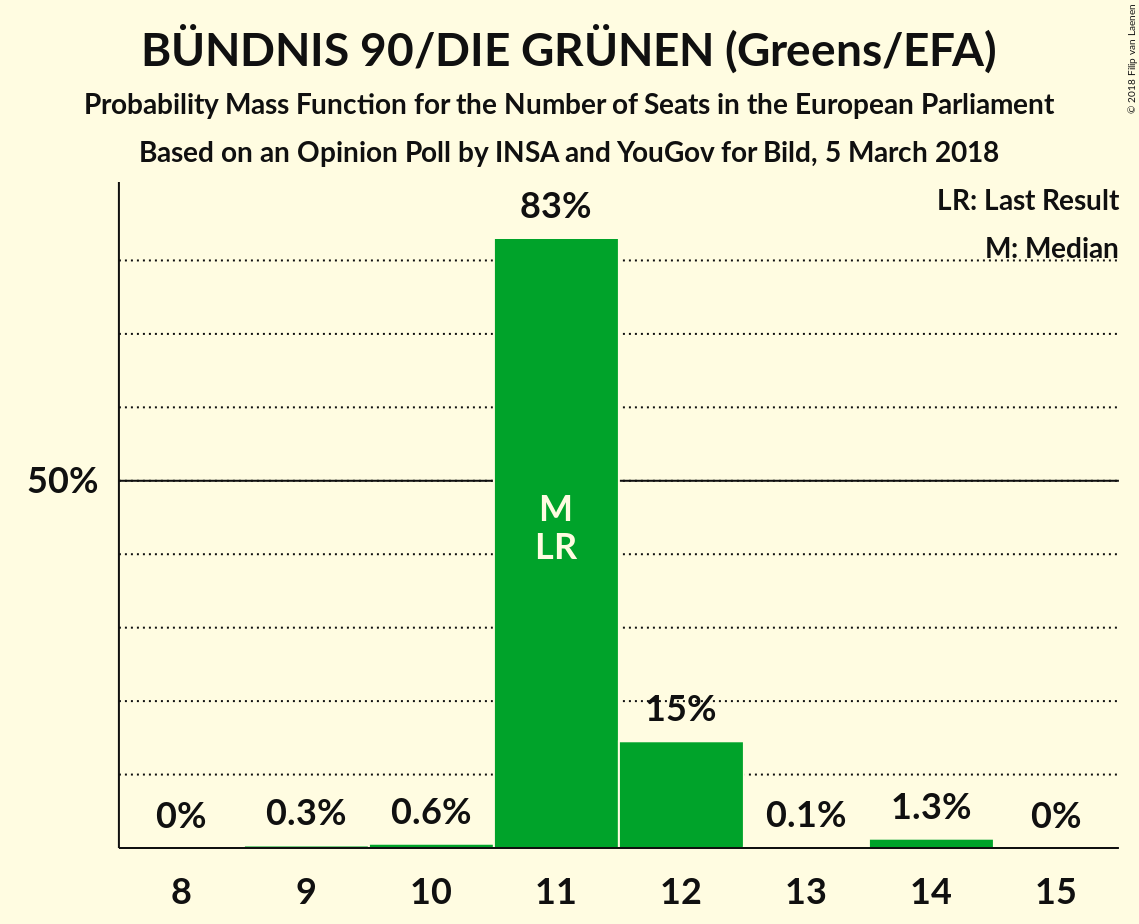 BÜNDNIS 90/DIE GRÜNEN (Greens/EFA)
Probability Mass Function for the Number of Seats in the European Parliament
Based on an Opinion Poll by INSA and YouGov for Bild, 5 March 2018
© 2018 Filip van Laenen
LR: Last Result
M: Median
83%
50%
M
LR
15%
0%
0.3%
0.6%
0.1%
1.3%
0%
8 9 10 11 12 13 14 15